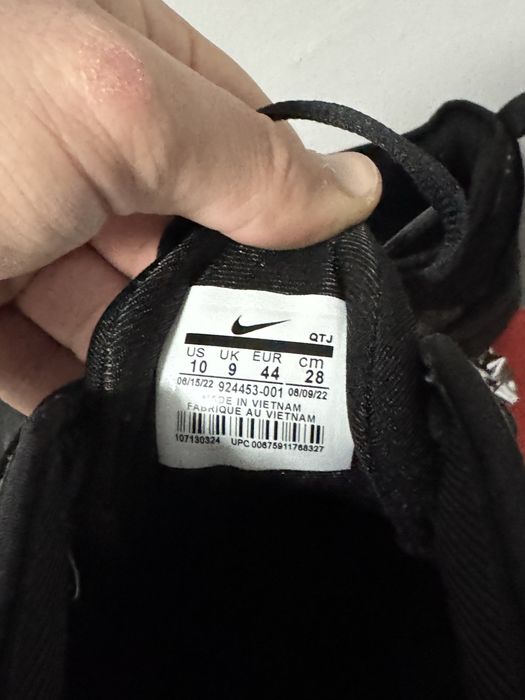 QTJ
US UK EUR cm
10 9 44 28
06/15/22 924453-001 08/09/22
MADE IN VIETNAM
FABRIQUE AU VIETNAM
107130324 UPC 00675911768327